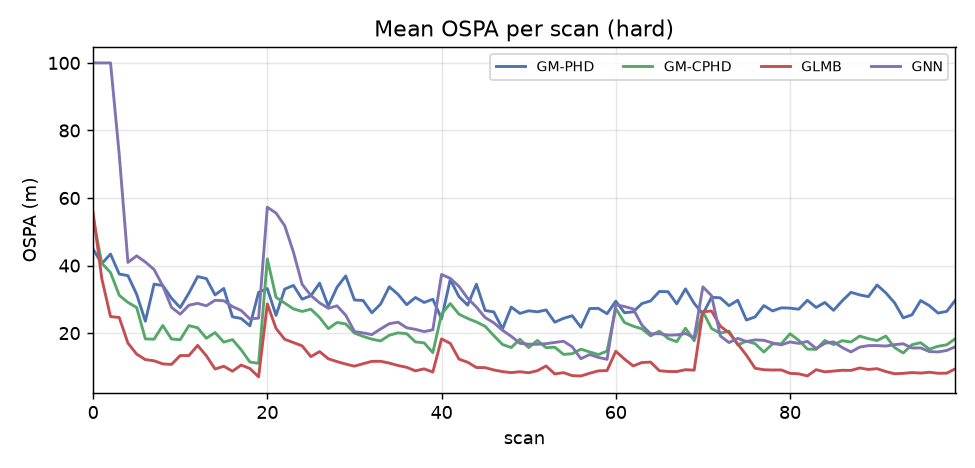 Mean OSPA per scan (hard)
GM-PHD GM-CPHD GLMB GNN
100
80
60
40
20
OSPA (m)
0 20 40 60 80
scan